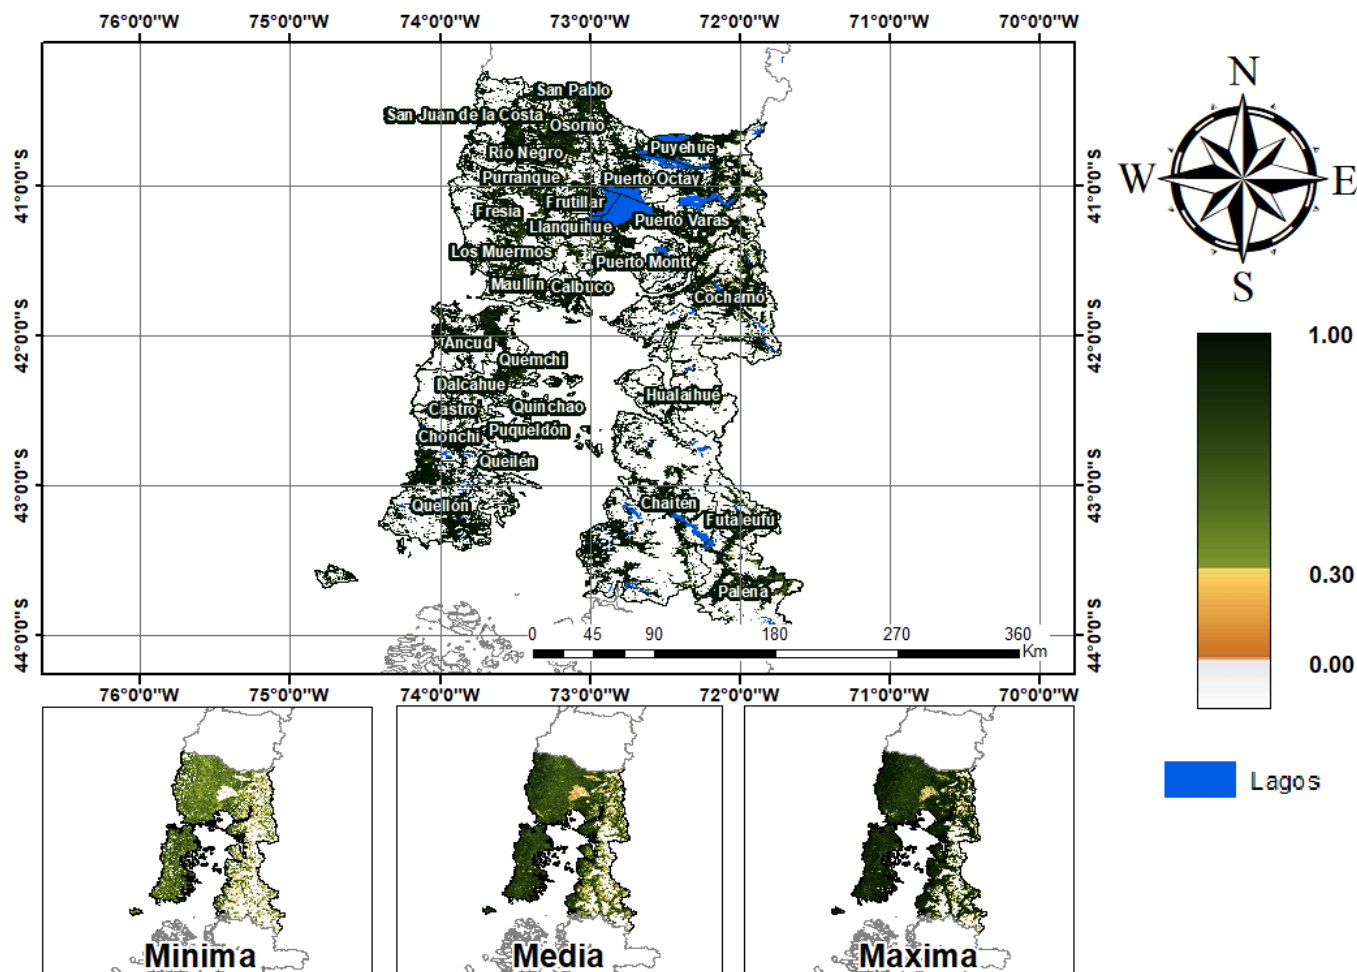 76°0'0"W 75°0'0"W 74°0'0"W 73°0'0"W 72°0'0"W 71°0'0"W 70°0'0"W
N
W E
S
San Pablo
San Juan de la Costa
Osorno
Río Negro
Puyehue
Purranque
Puerto Octay
Frutillar
Fresia
Puerto Varas
Llanquihue
Los Muermos
Puerto Montt
Maullín
Calbuco
Cochamó
Ancud
Quemchi
Dalcahue
Hualaihué
Castro
Quinchao
Chonchi
Puqueldón
Queilén
Quellón
Chaitén
Futaleufú
Palena
41°0'0"S 41°0'0"S
42°0'0"S 42°0'0"S
43°0'0"S 43°0'0"S
44°0'0"S 44°0'0"S
0 45 90 180 270 360
Km
76°0'0"W 75°0'0"W 74°0'0"W 73°0'0"W 72°0'0"W 71°0'0"W 70°0'0"W
1.00
0.30
0.00
Lagos
Minima
Media
Maxima